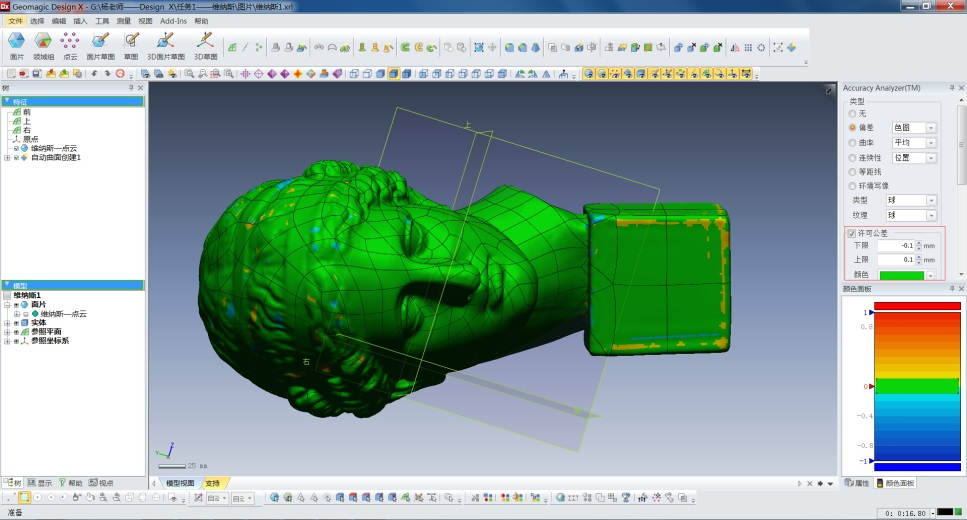 Geomagic Design X - G:\杨老师——Design X\任务1——维纳斯\图片\维纳斯1.xrl
文件 选择 编辑 插入 工具 测量 视图 Add-Ins 帮助
面片 领域组 点云 面片草图 草图 3D面片草图 3D草图
树
特征
前
上
右
原点
维纳斯—点云
自动曲面创建1
模型
维纳斯1
面片
维纳斯—点云
实体
参照平面
参照坐标系
树 显示 帮助 视点
上
右
25 mm
模型视图 支持
Accuracy Analyzer(TM)
类型
无
偏差 色图
曲率 平均
连续性 位置
等距线
环境写像
类型 球
纹理 球
许可公差
下限 -0.1 mm
上限 0.1 mm
颜色
颜色面板
1
0.8
0.4
0
-0.4
-0.8
-1
属性 颜色面板
自动 自动
准备
0: 0:16.80